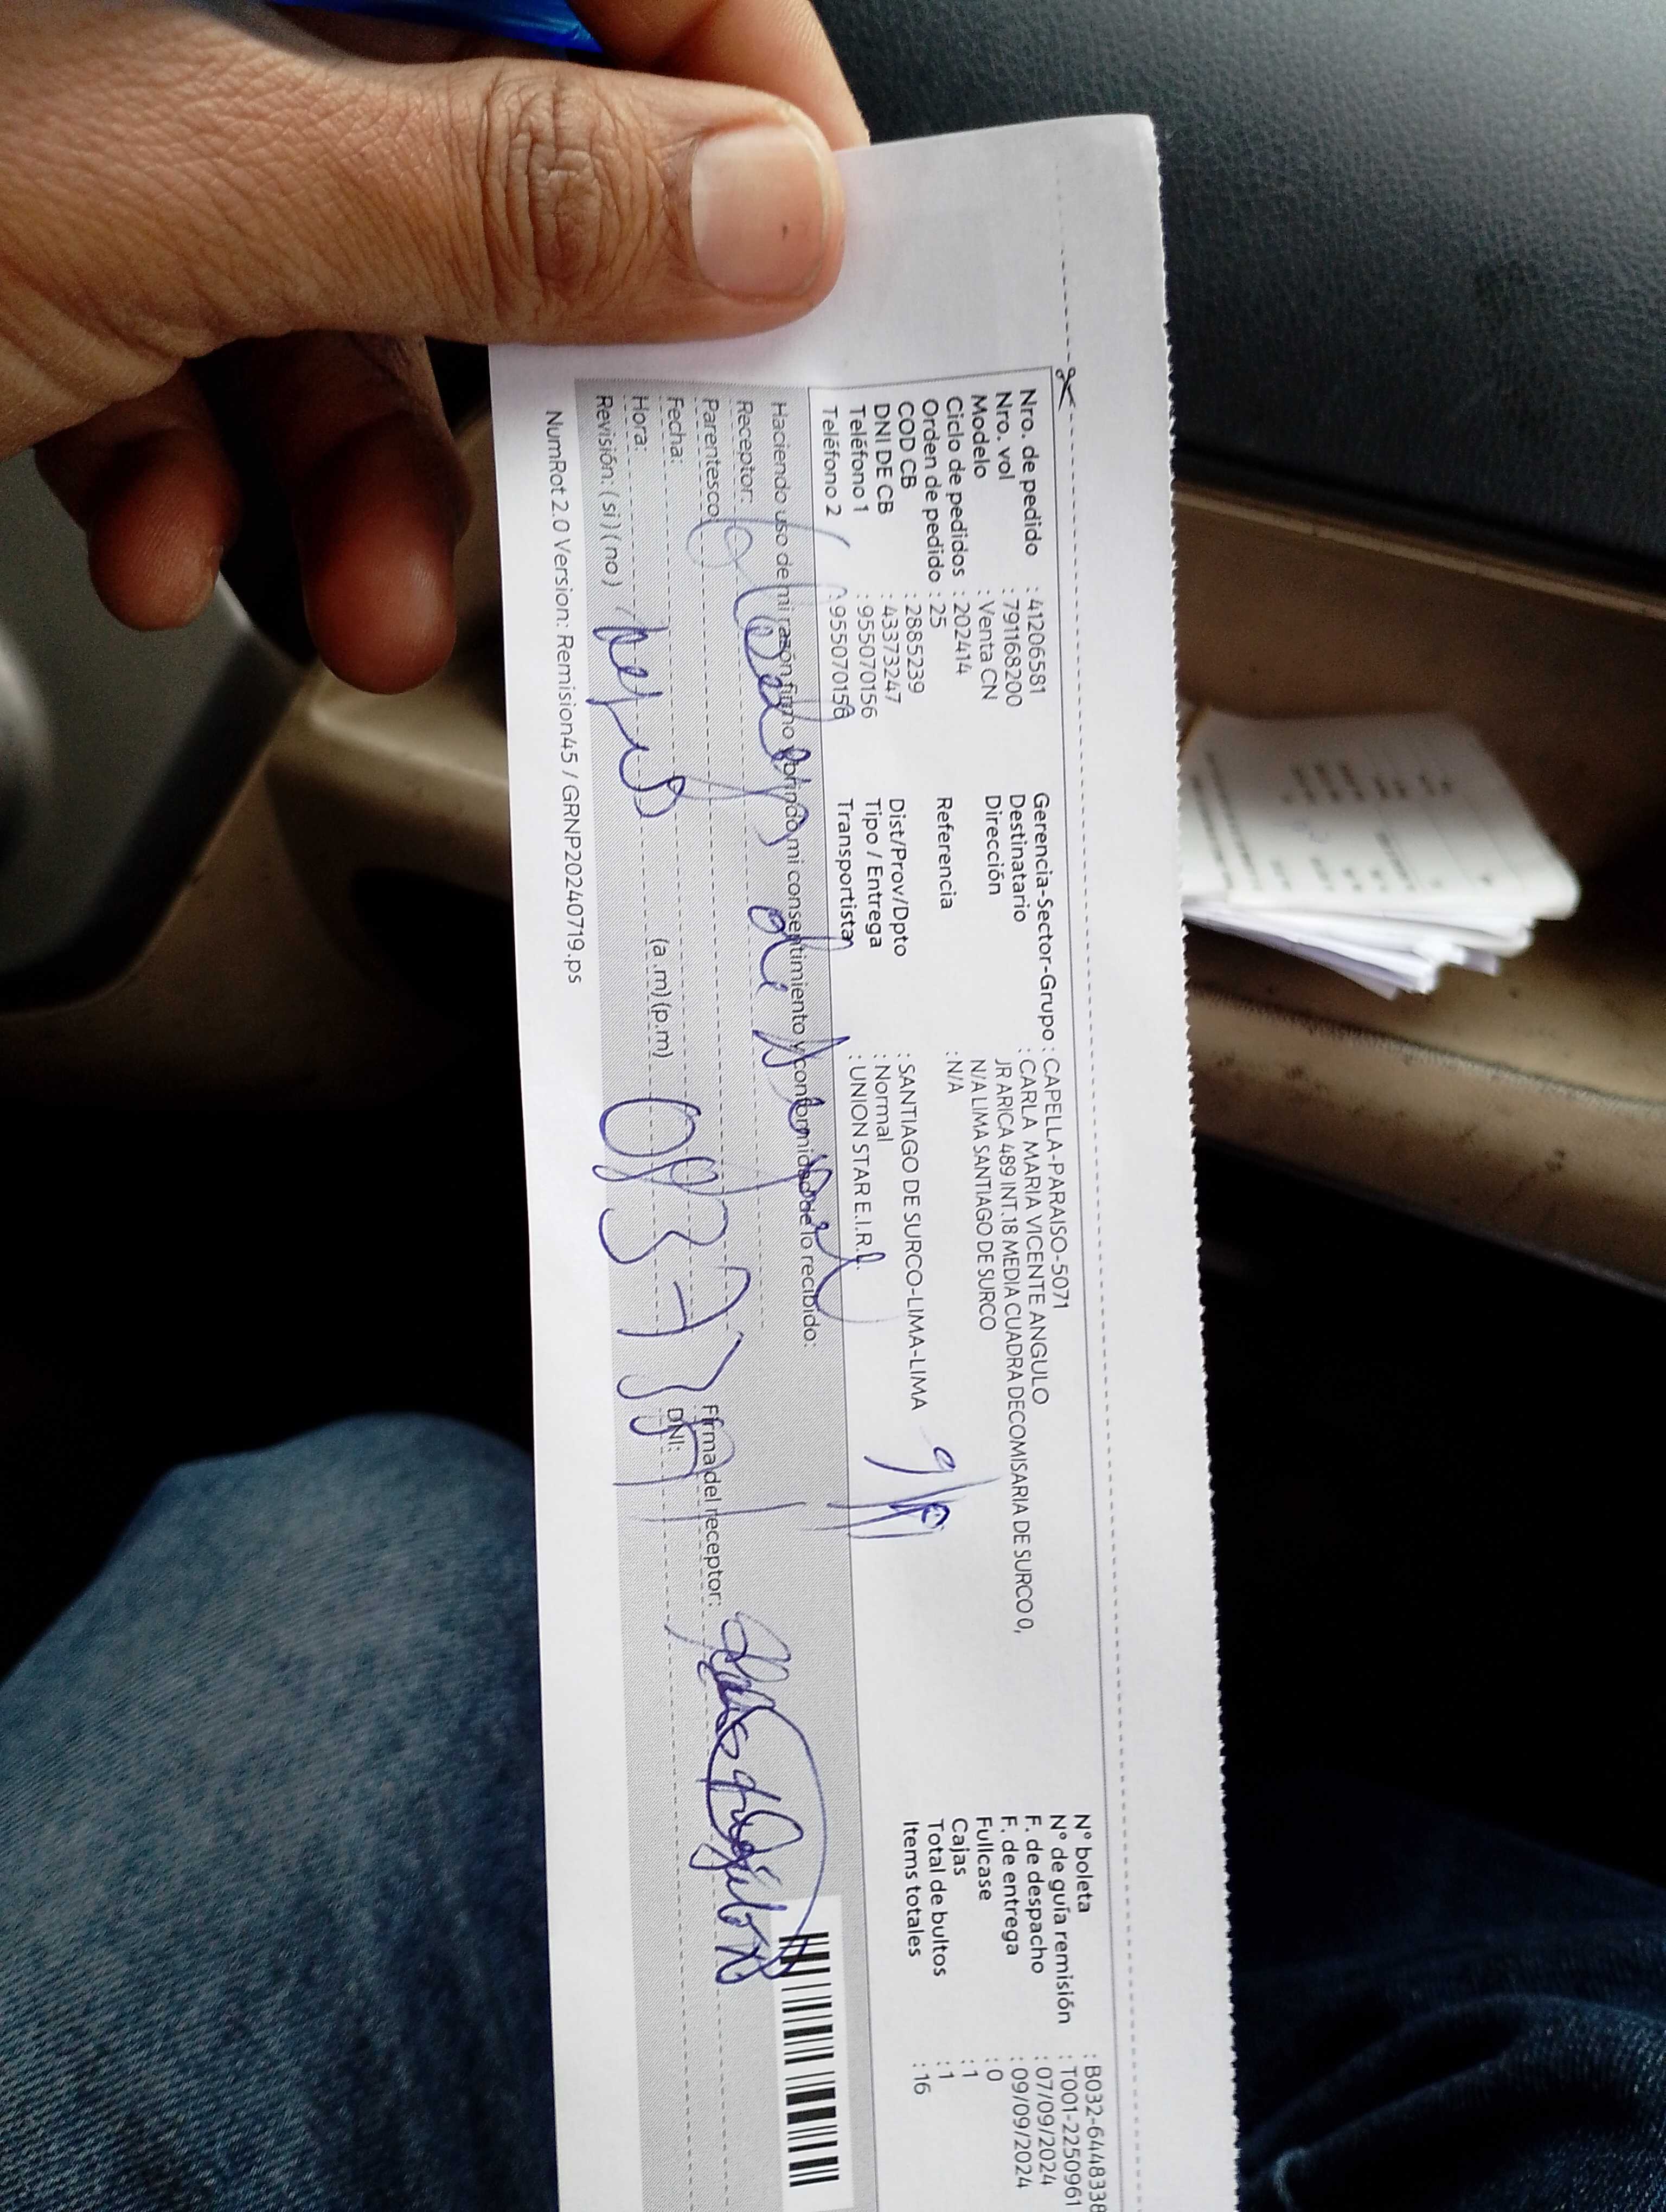 Nro. de pedido : 41206581
Nro. vol : 791168200
Modelo : Venta CN
Ciclo de pedidos : 202414
Orden de pedido : 25
COD CB : 2885239
DNI DE CB : 43373247
Teléfono 1 : 955070156
Teléfono 2 : 955070156
Gerencia-Sector-Grupo : CAPELLA-PARAISO-5071
Destinatario : CARLA MARIA VICENTE ANGULO
Dirección JR ARICA 489 INT.18 MEDIA CUADRA DECOMISARIA DE SURCO 0,
N/A LIMA SANTIAGO DE SURCO
Referencia : N/A
Dist/Prov/Dpto : SANTIAGO DE SURCO-LIMA-LIMA
Tipo / Entrega : Normal
Transportista : UNION STAR E.I.R.L.
N° boleta : B032-6448338
N° de guía remisión : T001-2250961
F. de despacho : 07/09/2024
F. de entrega : 09/09/2024
Fullcase : 0
Cajas : 1
Total de bultos : 1
Items totales : 16
Haciendo uso de mi razón firmo y brindo mi consentimiento y conformidad de lo recibido:
Receptor:
Parentesco
Fecha:
Hora: (a.m) (p.m)
Revisión: ( si ) ( no )
Firma del receptor:
DNI:
NumRot 2.0 Version: Remision45 / GRNP20240719.ps